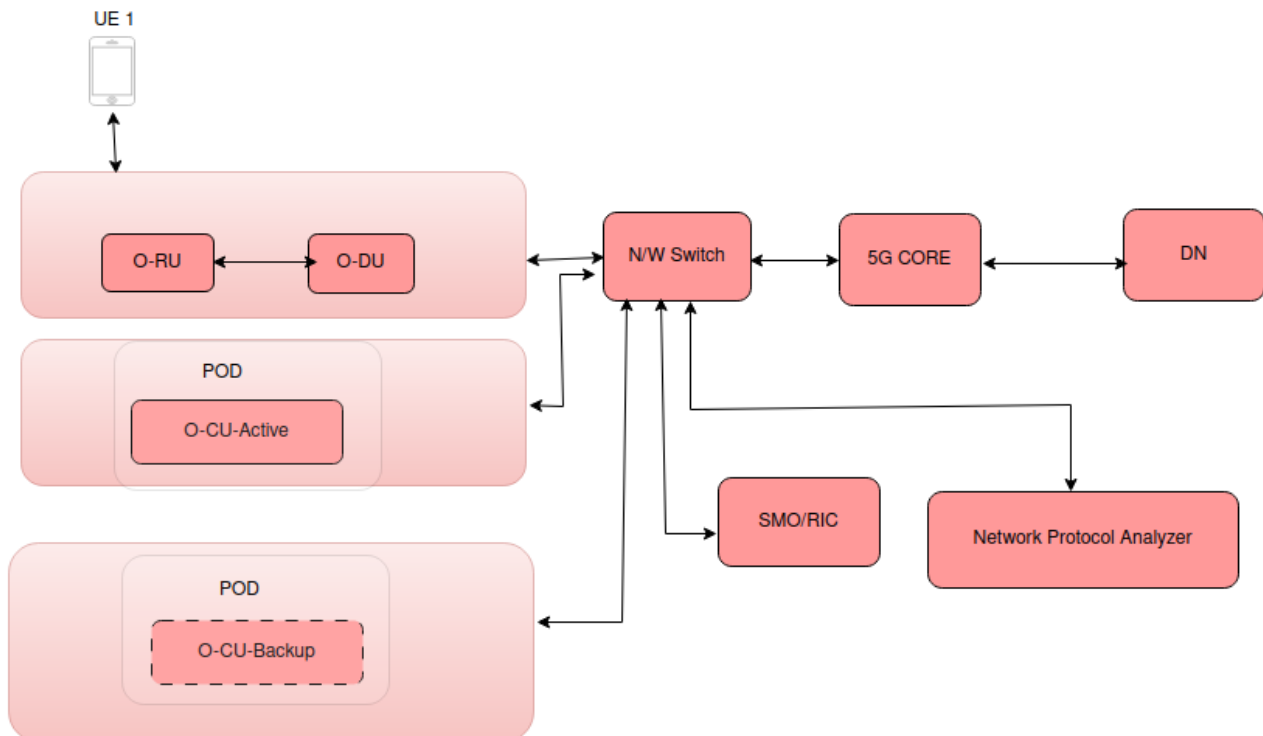 UE 1
O-RU
O-DU
N/W Switch
5G CORE
DN
POD
O-CU-Active
SMO/RIC
Network Protocol Analyzer
POD
O-CU-Backup